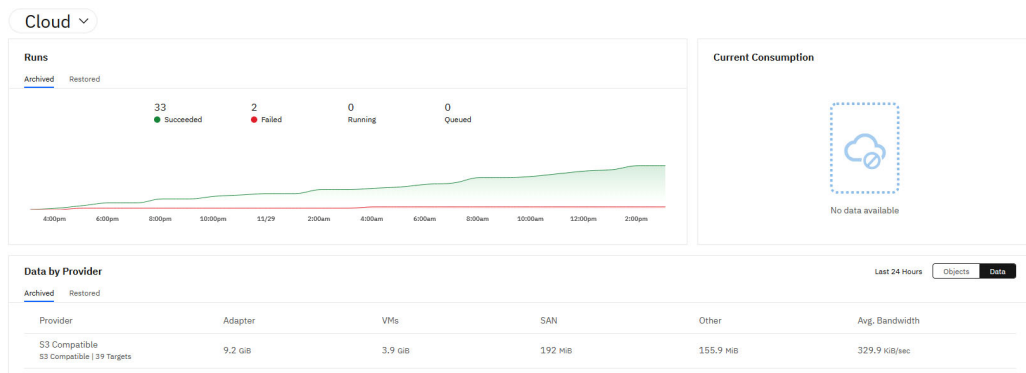 Cloud
Runs
Archived Restored
33 2 0 0
Succeeded Failed Running Queued
4:00pm 6:00pm 8:00pm 10:00pm 11/29 2:00am 4:00am 6:00am 8:00am 10:00am 12:00pm 2:00pm
Current Consumption
No data available
Data by Provider
Last 24 Hours Objects Data
Archived Restored
Provider Adapter VMs SAN Other Avg. Bandwidth
S3 Compatible 9.2 GiB 3.9 GiB 192 MiB 155.9 MiB 329.9 KiB/sec
S3 Compatible | 39 Targets